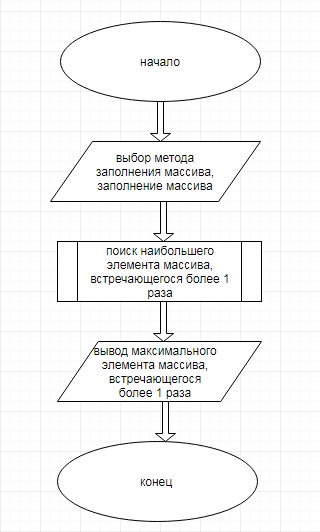 начало
выбор метода
заполнения массива,
заполнение массива
поиск наибольшего
элемента массива,
встречающегося более 1
раза
вывод максимального
элемента массива,
встречающегося
более 1 раза
конец